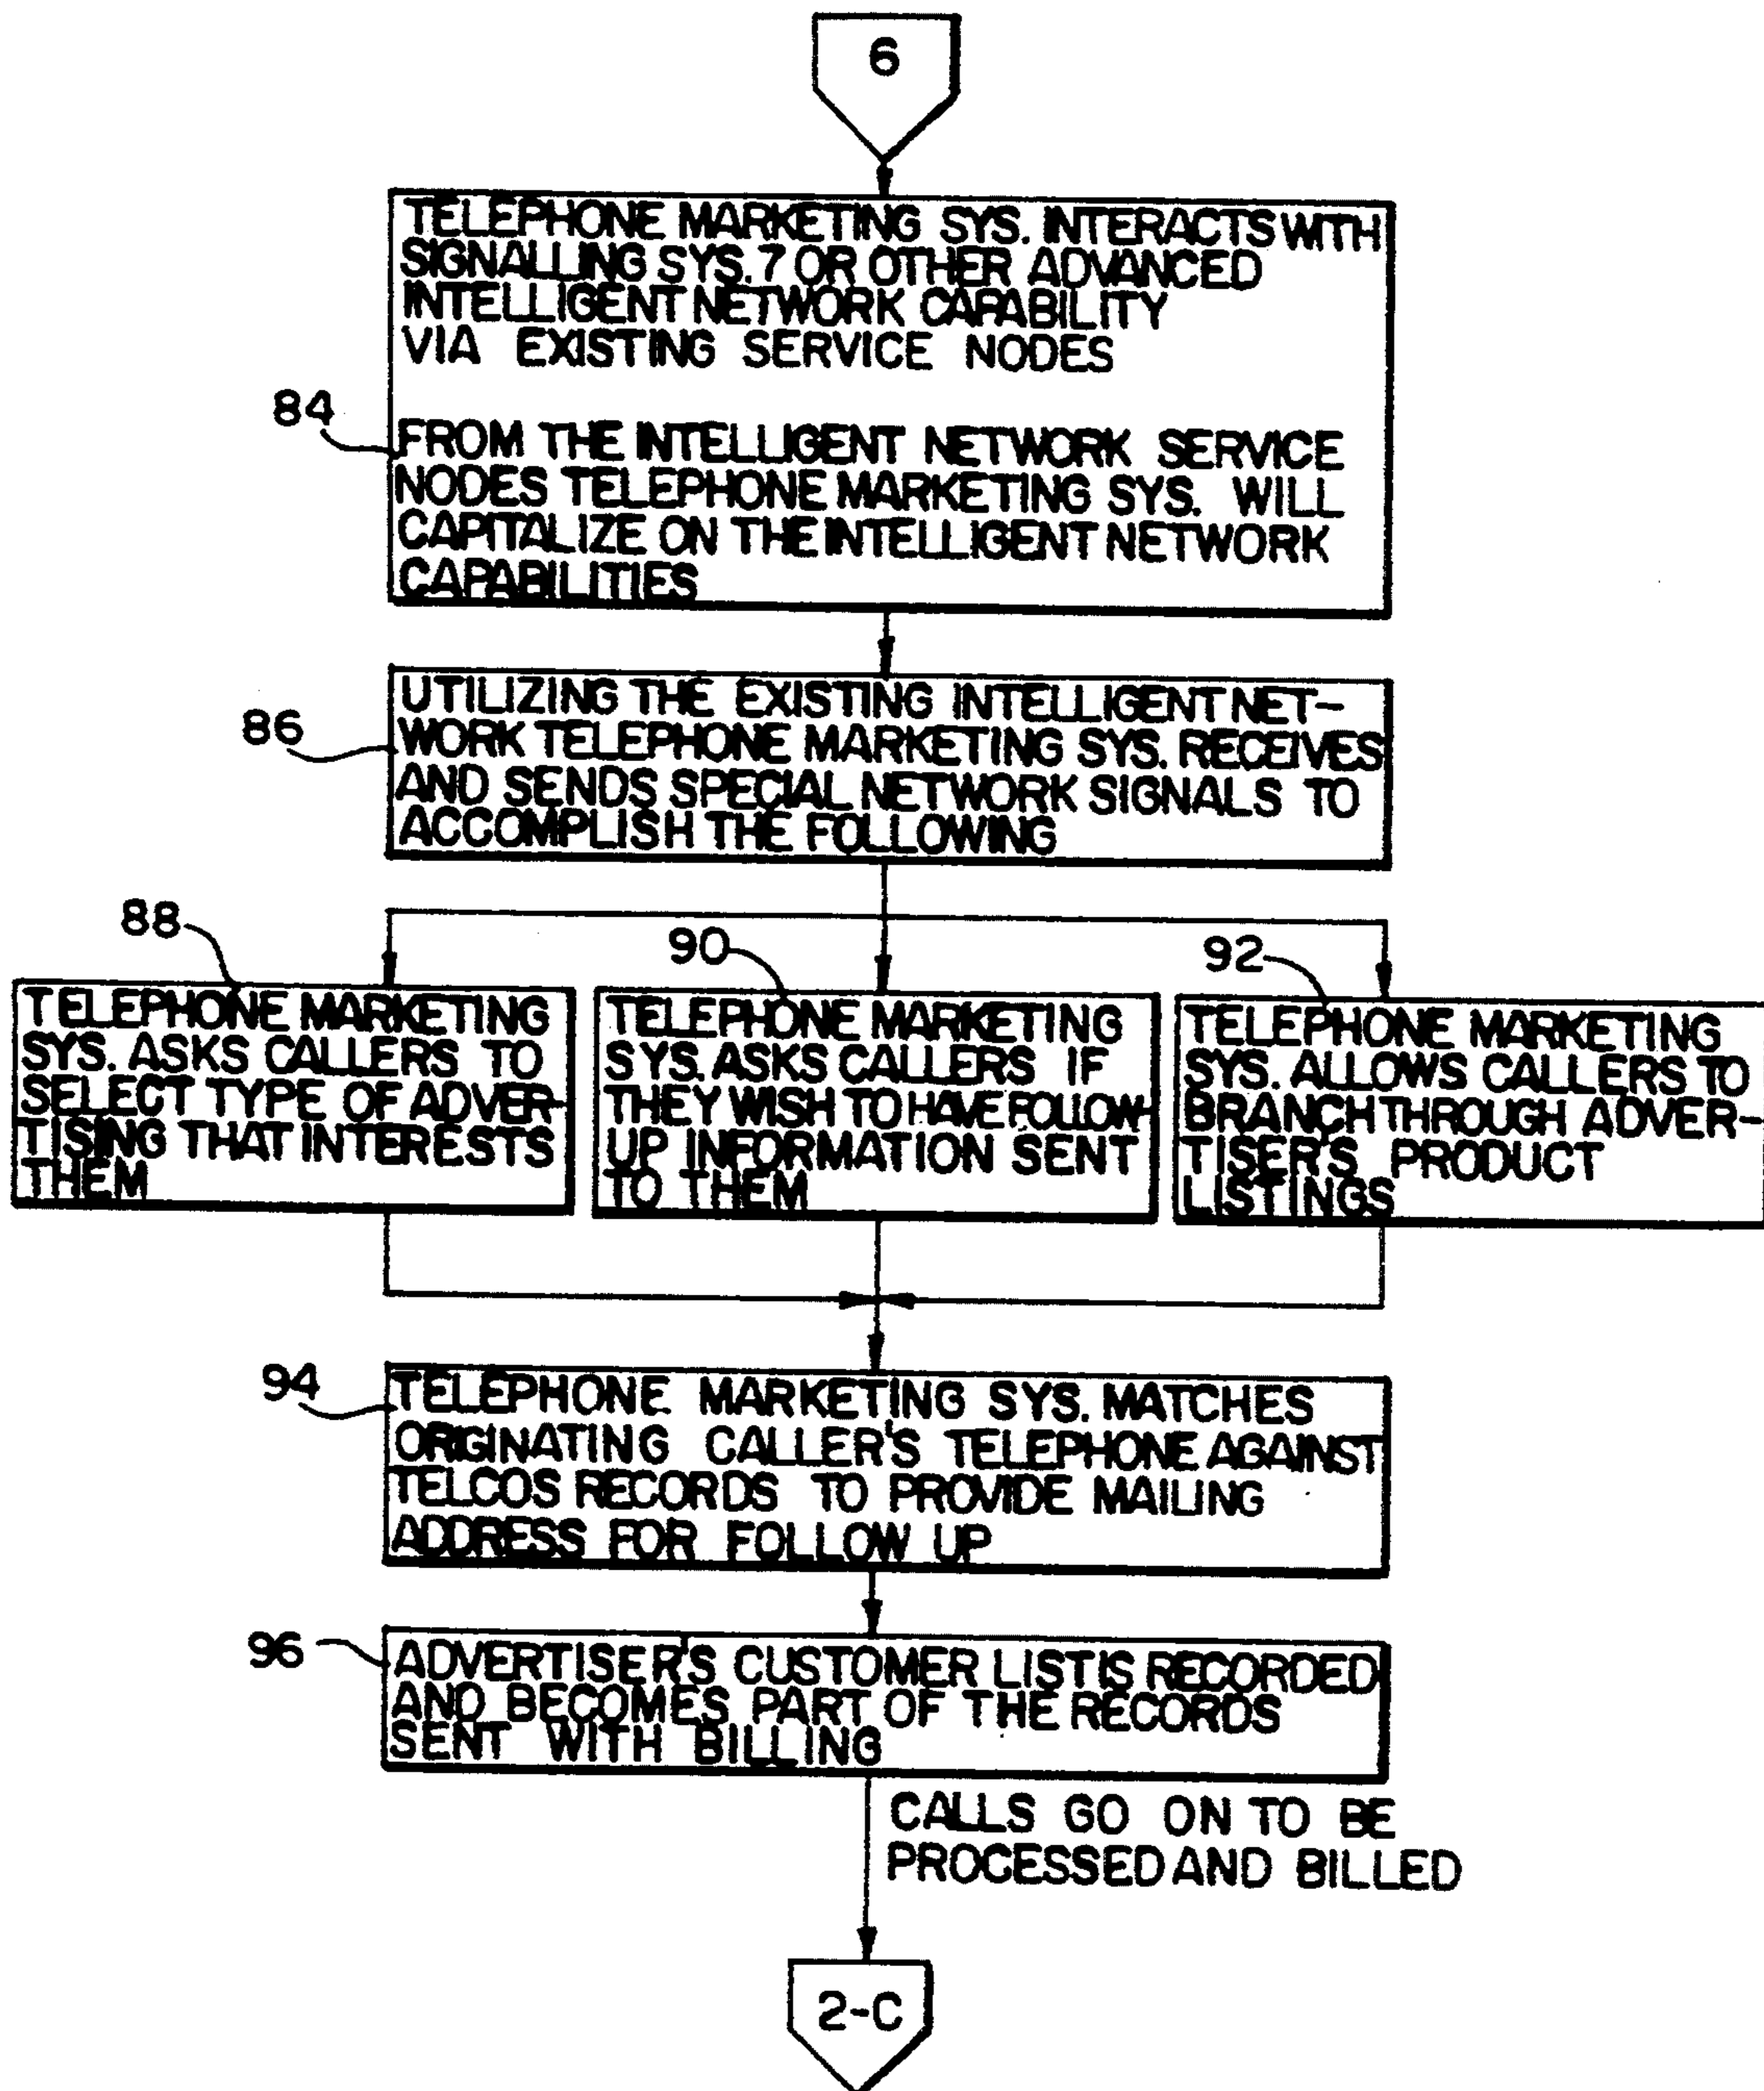 6
TELEPHONE MARKETING SYS. INTERACTS WITH
SIGNALLING SYS. 7 OR OTHER ADVANCED
INTELLIGENT NETWORK CAPABILITY
VIA EXISTING SERVICE NODES
84
FROM THE INTELLIGENT NETWORK SERVICE
NODES TELEPHONE MARKETING SYS. WILL
CAPITALIZE ON THE INTELLIGENT NETWORK
CAPABILITIES
86
UTILIZING THE EXISTING INTELLIGENT NET-
WORK TELEPHONE MARKETING SYS. RECEIVES
AND SENDS SPECIAL NETWORK SIGNALS TO
ACCOMPLISH THE FOLLOWING
88
TELEPHONE MARKETING
SYS. ASKS CALLERS TO
SELECT TYPE OF ADVER-
TISING THAT INTERESTS
THEM
90
TELEPHONE MARKETING
SYS. ASKS CALLERS IF
THEY WISH TO HAVE FOLLOW-
UP INFORMATION SENT
TO THEM
92
TELEPHONE MARKETING
SYS. ALLOWS CALLERS TO
BRANCH THROUGH ADVER-
TISER'S PRODUCT
LISTINGS
94
TELEPHONE MARKETING SYS. MATCHES
ORIGINATING CALLER'S TELEPHONE AGAINST
TELCOS RECORDS TO PROVIDE MAILING
ADDRESS FOR FOLLOW UP
96
ADVERTISER'S CUSTOMER LIST IS RECORDED
AND BECOMES PART OF THE RECORDS
SENT WITH BILLING
CALLS GO ON TO BE
PROCESSED AND BILLED
2-C